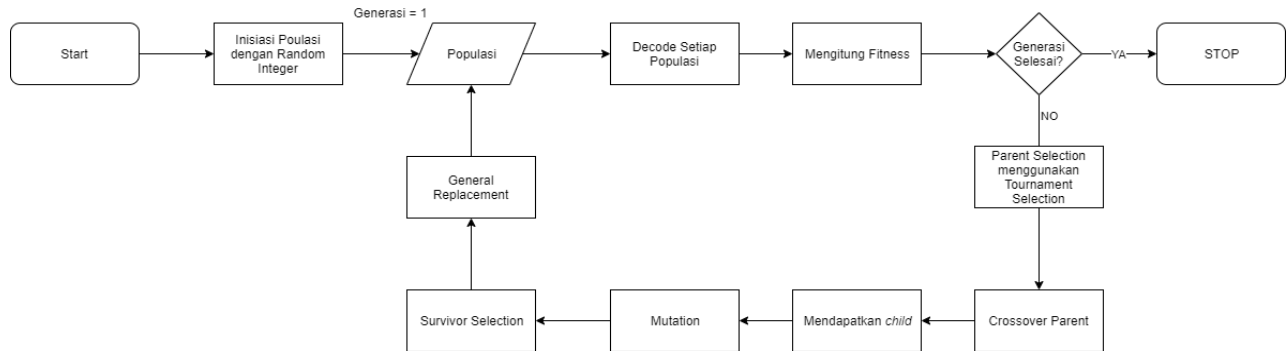 Generasi = 1
Start
Inisiasi Poulasi
dengan Random
Integer
Populasi
Decode Setiap
Populasi
Mengitung Fitness
Generasi
Selesai?
YA
STOP
NO
Parent Selection
menggunakan
Tournament
Selection
General
Replacement
Survivor Selection
Mutation
Mendapatkan child
Crossover Parent